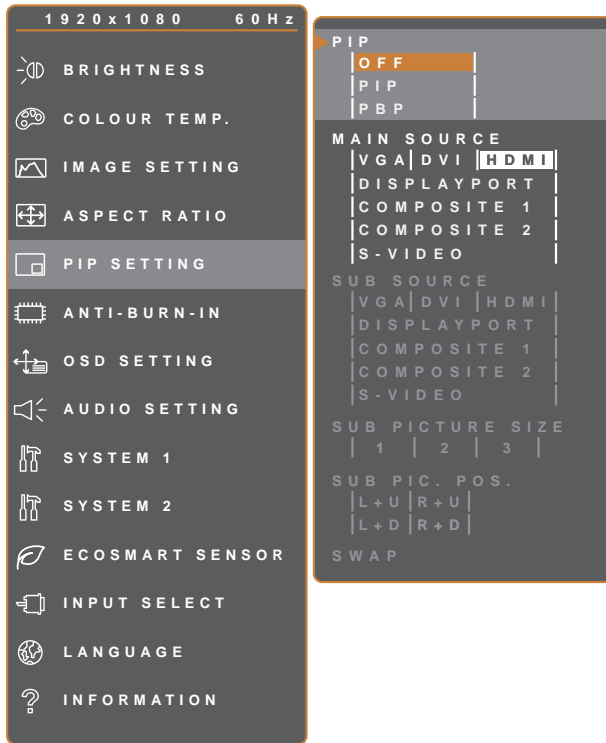 1920x1080 60Hz
BRIGHTNESS
COLOUR TEMP.
IMAGE SETTING
ASPECT RATIO
PIP SETTING
ANTI-BURN-IN
OSD SETTING
AUDIO SETTING
SYSTEM 1
SYSTEM 2
ECOSMART SENSOR
INPUT SELECT
LANGUAGE
INFORMATION
PIP
OFF
PIP
PBP
MAIN SOURCE
VGA DVI HDMI
DISPLAYPORT
COMPOSITE 1
COMPOSITE 2
S-VIDEO
SUB SOURCE
VGA DVI HDMI
DISPLAYPORT
COMPOSITE 1
COMPOSITE 2
S-VIDEO
SUB PICTURE SIZE
1 2 3
SUB PIC. POS.
L+U R+U
L+D R+D
SWAP